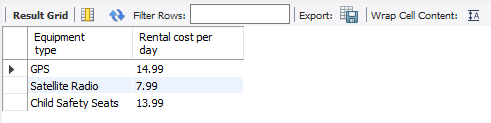 Result Grid Filter Rows: Export: Wrap Cell Content:
Equipment type Rental cost per day
GPS 14.99
Satellite Radio 7.99
Child Safety Seats 13.99